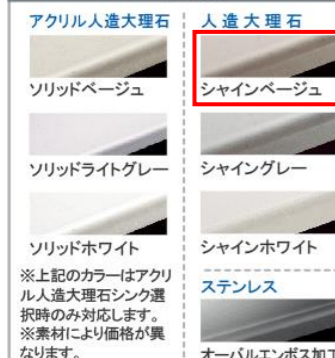 アクリル人造大理石
ソリッドベージュ
ソリッドライトグレー
ソリッドホワイト
※上記のカラーはアクリ
ル人造大理石シンク選
択時のみ対応します。
※素材により価格が異
なります。
人造大理石
シャインベージュ
シャイングレー
シャインホワイト
ステンレス
オーバルエンボス加工